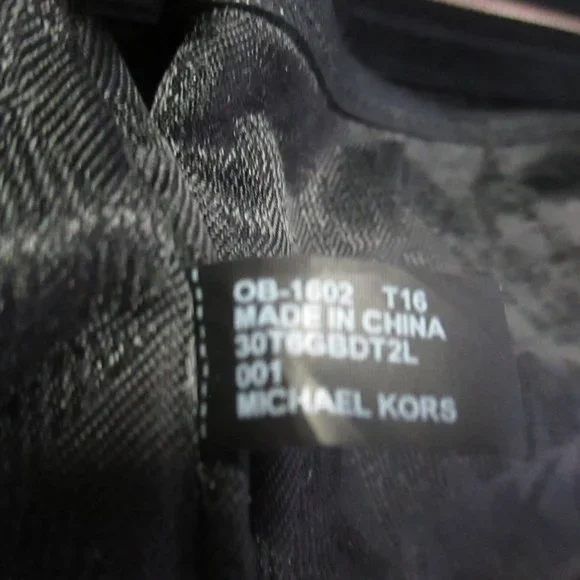 OB-1602 T16
MADE IN CHINA
30T6GBDT2L
001
MICHAEL KORS